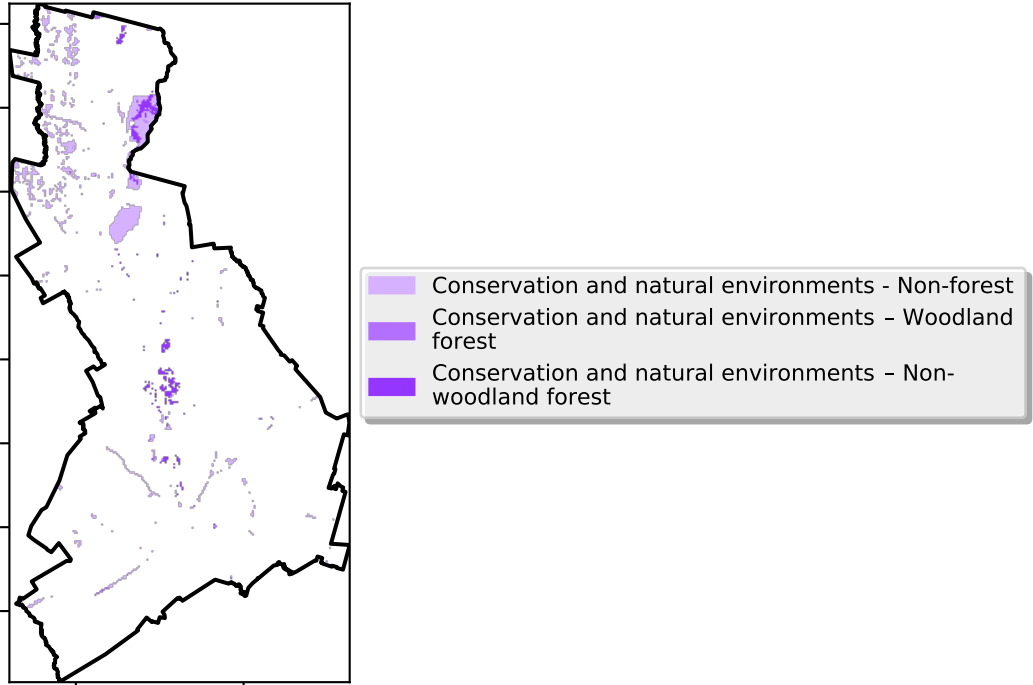 Conservation and natural environments - Non-forest
Conservation and natural environments – Woodland
forest
Conservation and natural environments – Non-
woodland forest